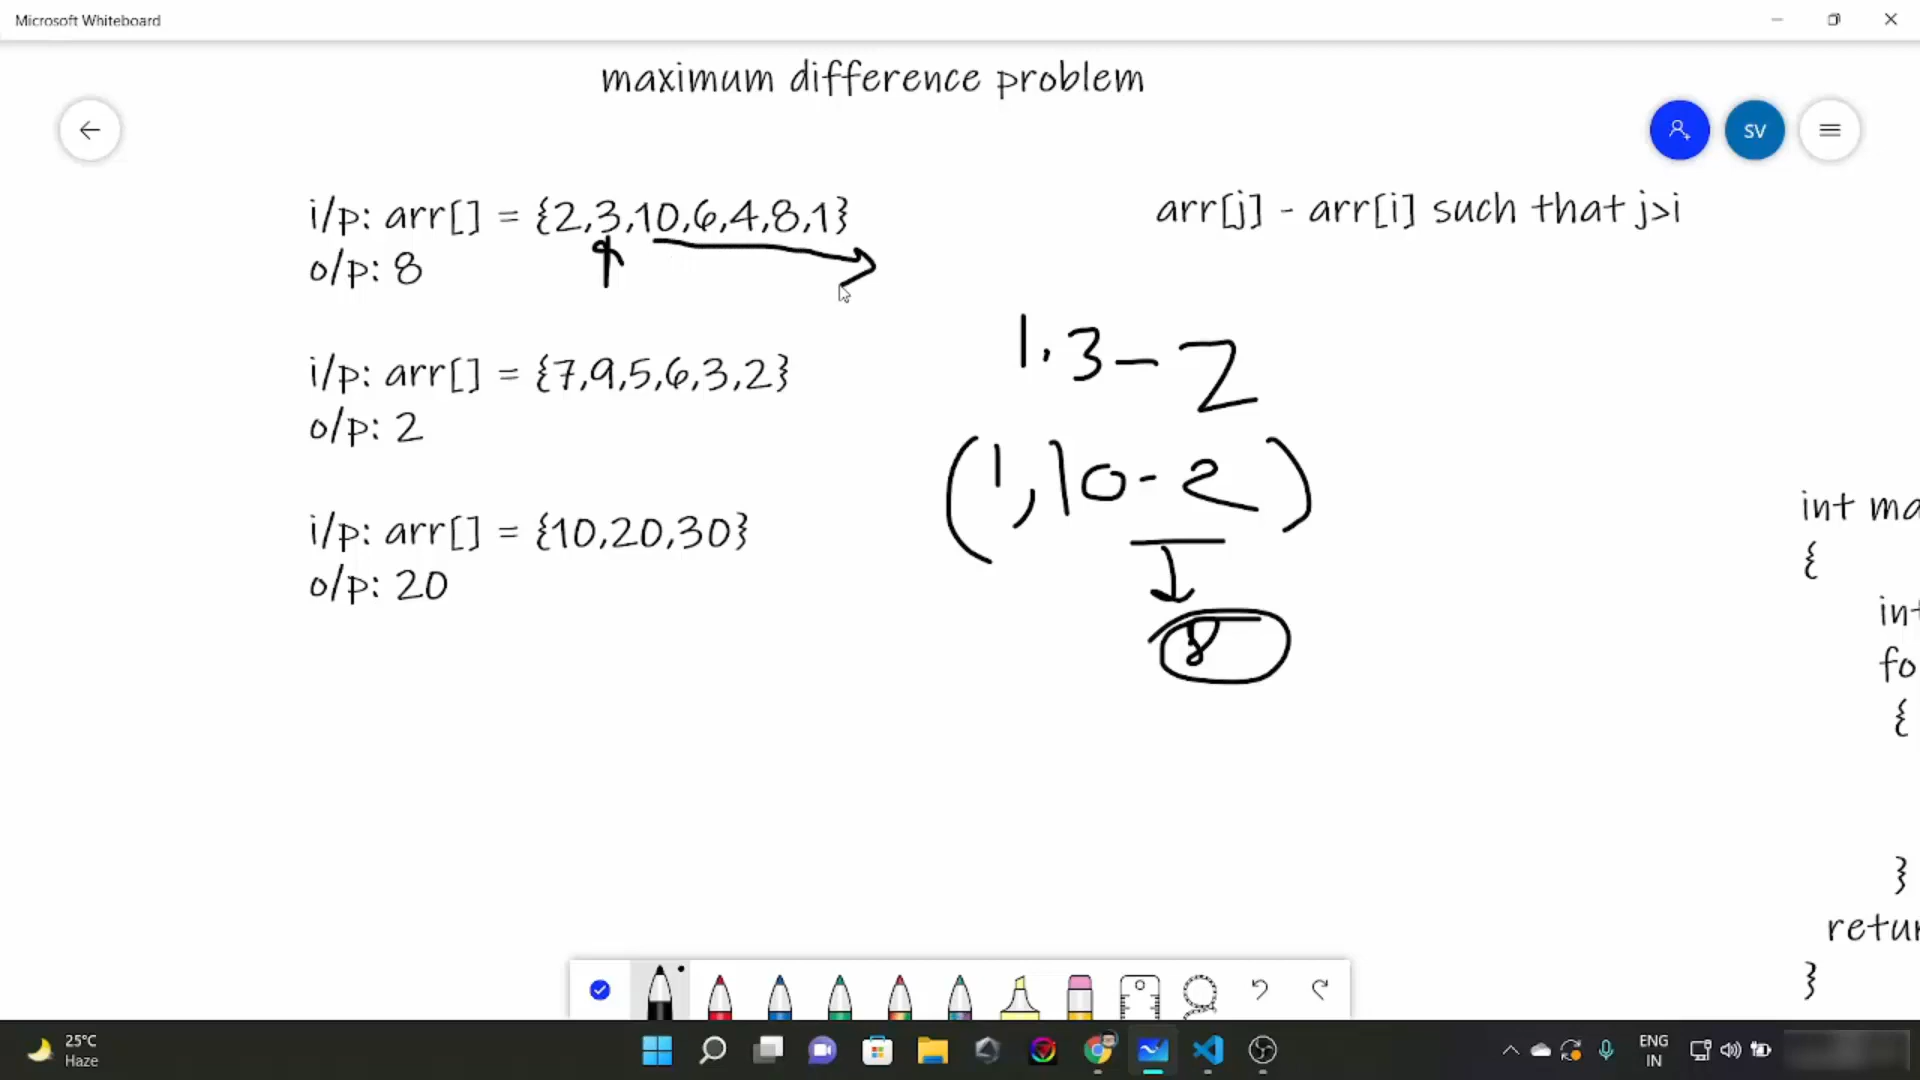 Microsoft Whiteboard
maximum difference problem
SV
i/p: arr[] = {2,3,10,6,4,8,1}
o/p: 8
arr[j] - arr[i] such that j>i
i/p: arr[] = {7,9,5,6,3,2}
o/p: 2
i/p: arr[] = {10,20,30}
o/p: 20
1, 3 - 2
(1, 10 - 2)
8
int ma
{
int
fo
{
}
retur
}
25°C
Haze
ENG
IN